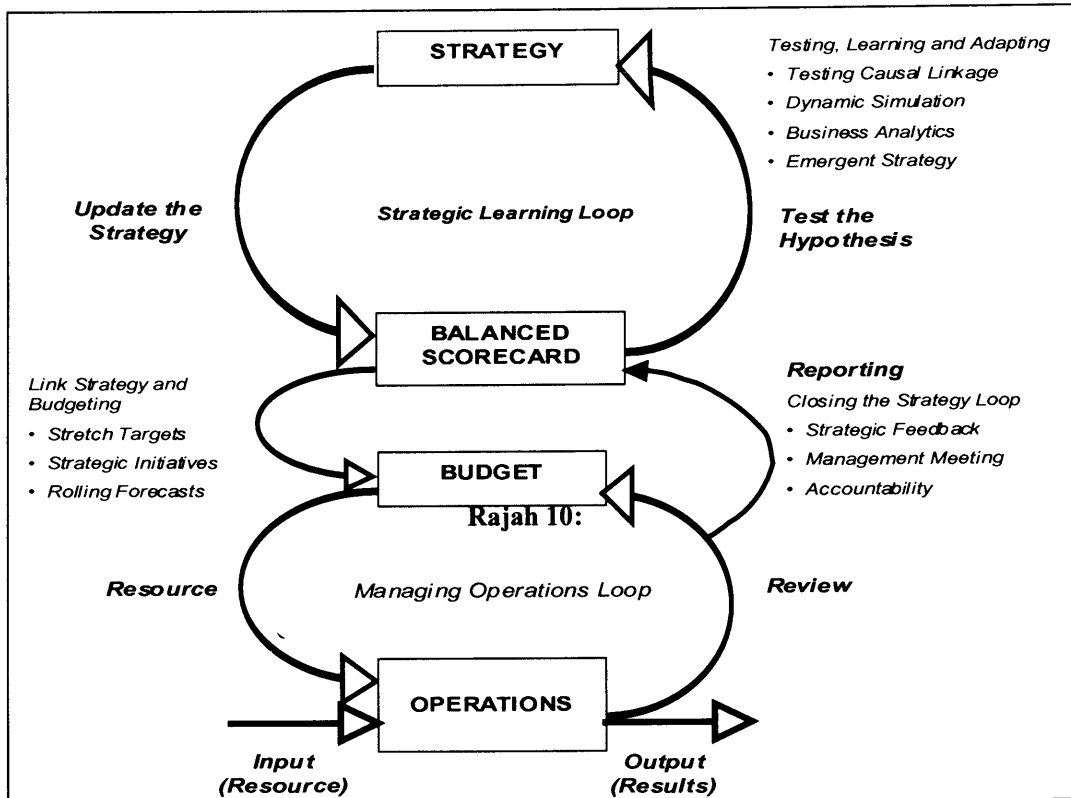 STRATEGY
Testing, Learning and Adapting
• Testing Causal Linkage
• Dynamic Simulation
• Business Analytics
• Emergent Strategy
Update the
Strategy
Strategic Learning Loop
Test the
Hypothesis
BALANCED
SCORECARD
Link Strategy and
Budgeting
• Stretch Targets
• Strategic Initiatives
• Rolling Forecasts
Reporting
Closing the Strategy Loop
• Strategic Feedback
• Management Meeting
• Accountability
BUDGET
Rajah 10:
Resource
Managing Operations Loop
Review
OPERATIONS
Input
(Resource)
Output
(Results)